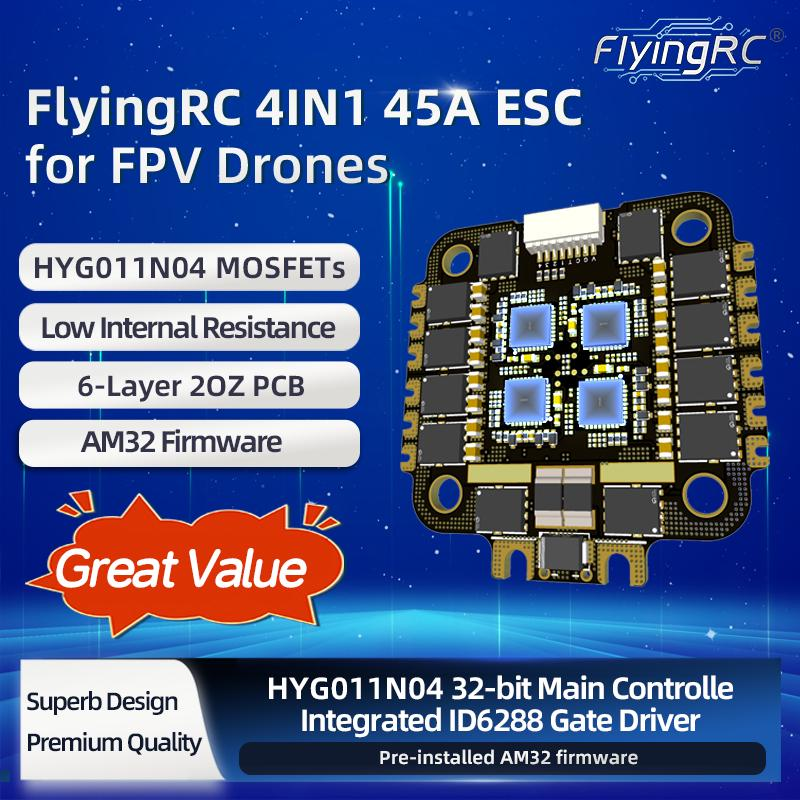 FlyingRC®
FlyingRC 4IN1 45A ESC
for FPV Drones
HYG011N04 MOSFETs
Low Internal Resistance
6-Layer 2OZ PCB
AM32 Firmware
Great Value
Superb Design
Premium Quality
HYG011N04 32-bit Main Controlle
Integrated ID6288 Gate Driver
Pre-installed AM32 firmware